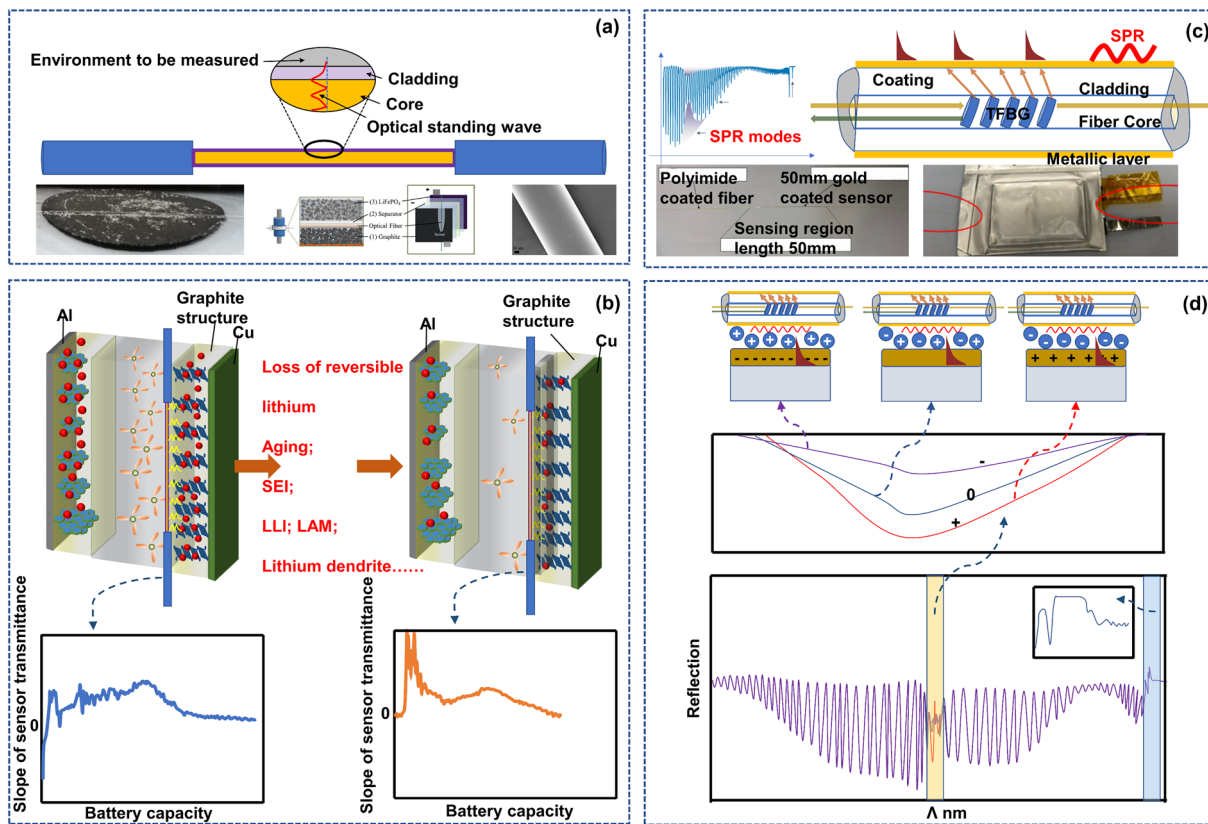 (a)
Environment to be measured
Cladding
Core
Optical standing wave
(3) LiFePO₄
(2) Separator
Optical Fiber
(1) Graphite
+
-
(c)
SPR
Coating
Cladding
TFBG
Fiber Core
SPR modes
Metallic layer
Polyimide
coated fiber
50mm gold
coated sensor
Sensing region
length 50mm
(b)
Graphite
structure
Al
Cu
Graphite
structure
Al
Cu
Loss of reversible
lithium
Aging;
SEI;
LLI; LAM;
Lithium dendrite……
Slope of sensor transmittance
0
Battery capacity
Slope of sensor transmittance
0
Battery capacity
(d)
+ + + + + + +
- - - - - - - -
- + - + - + -
- - - - - - -
+ + + + + +
-
0
+
Reflection
Λ nm